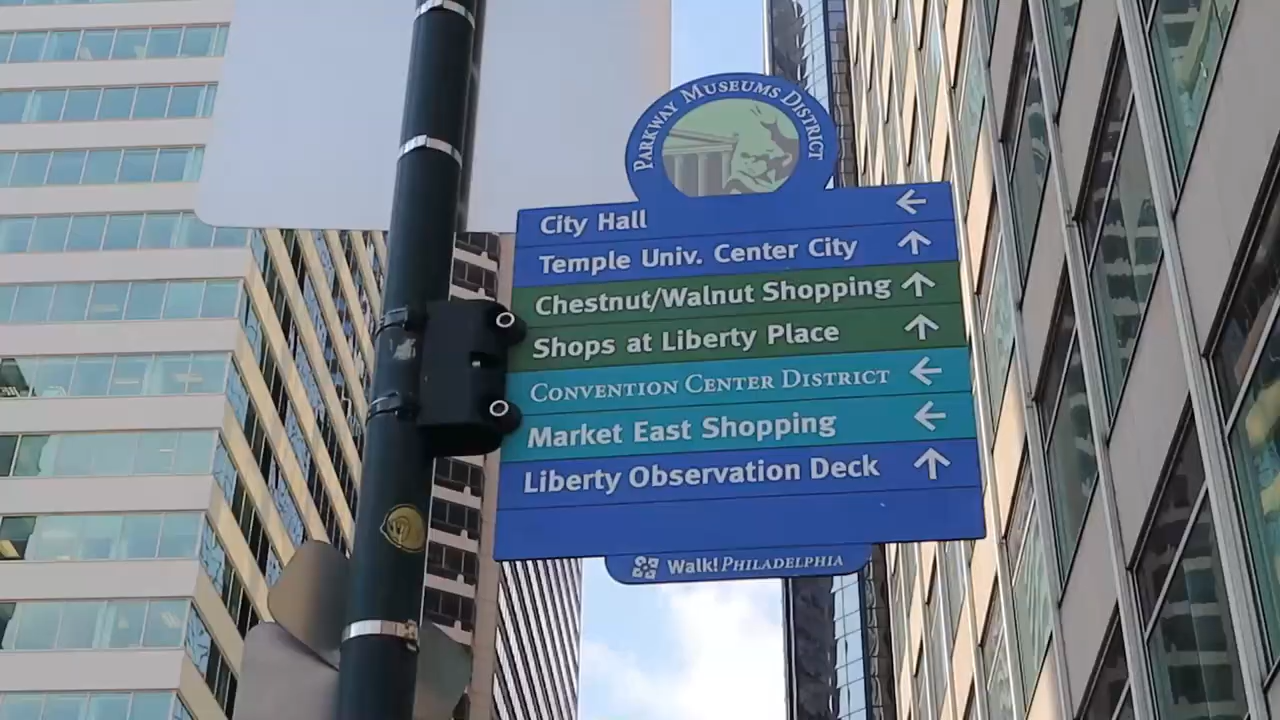 PARKWAY MUSEUMS DISTRICT
City Hall ←
Temple Univ. Center City ↑
Chestnut/Walnut Shopping ↑
Shops at Liberty Place ↑
CONVENTION CENTER DISTRICT ←
Market East Shopping ←
Liberty Observation Deck ↑
Walk! PHILADELPHIA